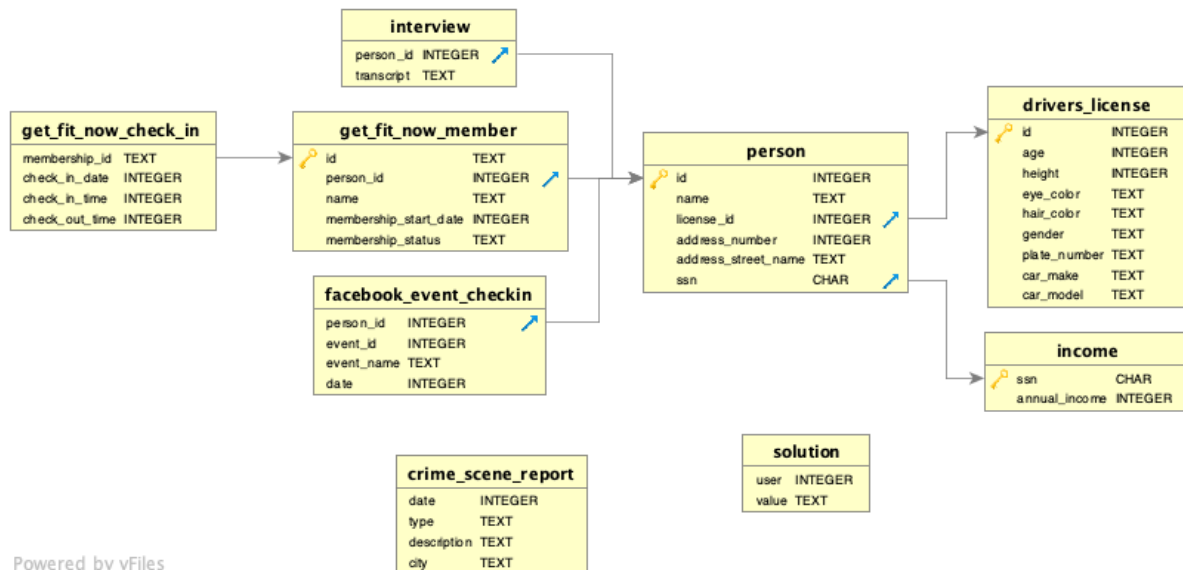 interview
person_id INTEGER
transcript TEXT
get_fit_now_check_in
membership_id TEXT
check_in_date INTEGER
check_in_time INTEGER
check_out_time INTEGER
get_fit_now_member
id TEXT
person_id INTEGER
name TEXT
membership_start_date INTEGER
membership_status TEXT
facebook_event_checkin
person_id INTEGER
event_id INTEGER
event_name TEXT
date INTEGER
person
id INTEGER
name TEXT
license_id INTEGER
address_number INTEGER
address_street_name TEXT
ssn CHAR
drivers_license
id INTEGER
age INTEGER
height INTEGER
eye_color TEXT
hair_color TEXT
gender TEXT
plate_number TEXT
car_make TEXT
car_model TEXT
income
ssn CHAR
annual_income INTEGER
crime_scene_report
date INTEGER
type TEXT
description TEXT
city TEXT
solution
user INTEGER
value TEXT
Powered by yFiles